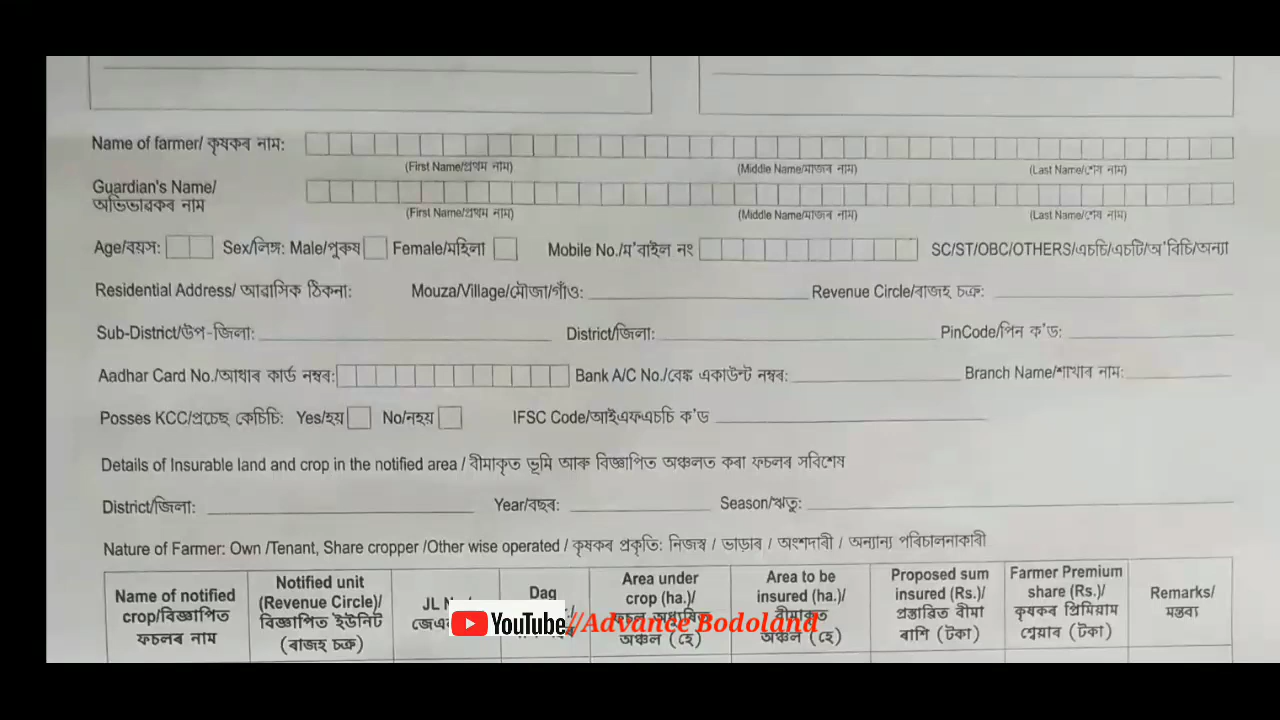 Name of farmer/ কৃষকৰ নাম:
(First Name/প্ৰথম নাম) (Middle Name/মাজৰ নাম) (Last Name/শেষ নাম)
Guardian's Name/
অভিভাৱকৰ নাম
(First Name/প্ৰথম নাম) (Middle Name/মাজৰ নাম) (Last Name/শেষ নাম)
Age/বয়স: Sex/লিঙ্গ: Male/পুৰুষ Female/মহিলা Mobile No./ম'বাইল নং SC/ST/OBC/OTHERS/এচচি/এচটি/অ'বিচি/অন্যা
Residential Address/ আৱাসিক ঠিকনা: Mouza/Village/মৌজা/গাঁও: Revenue Circle/ৰাজহ চক্ৰ:
Sub-District/উপ-জিলা: District/জিলা: PinCode/পিন ক'ড:
Aadhar Card No./আধাৰ কাৰ্ড নম্বৰ: Bank A/C No./বেঙ্ক একাউন্ট নম্বৰ: Branch Name/শাখাৰ নাম:
Posses KCC/প্ৰচেছ কেচিচি: Yes/হয় No/নহয় IFSC Code/আইএফএচচি ক'ড
Details of Insurable land and crop in the notified area / বীমাকৃত ভূমি আৰু বিজ্ঞাপিত অঞ্চলত কৰা ফচলৰ সবিশেষ
District/জিলা: Year/বছৰ: Season/ঋতু:
Nature of Farmer: Own /Tenant, Share cropper /Other wise operated / কৃষকৰ প্ৰকৃতি: নিজস্ব / ভাড়াৰ / অংশদাৰী / অন্যান্য পৰিচালনাকাৰী
Name of notified
crop/বিজ্ঞাপিত
ফচলৰ নাম
Notified unit
(Revenue Circle)/
বিজ্ঞাপিত ইউনিট
(ৰাজহ চক্ৰ)
JL
Dag
Area under
crop (ha.)/
অঞ্চল (হে)
Area to be
insured (ha.)/
বীমাকৃত
অঞ্চল (হে)
Proposed sum
insured (Rs.)/
প্ৰস্তাৱিত বীমা
ৰাশি (টকা)
Farmer Premium
share (Rs.)/
কৃষকৰ প্ৰিমিয়াম
শ্বেয়াৰ (টকা)
Remarks/
মন্তব্য
YouTube//Advance Bodoland